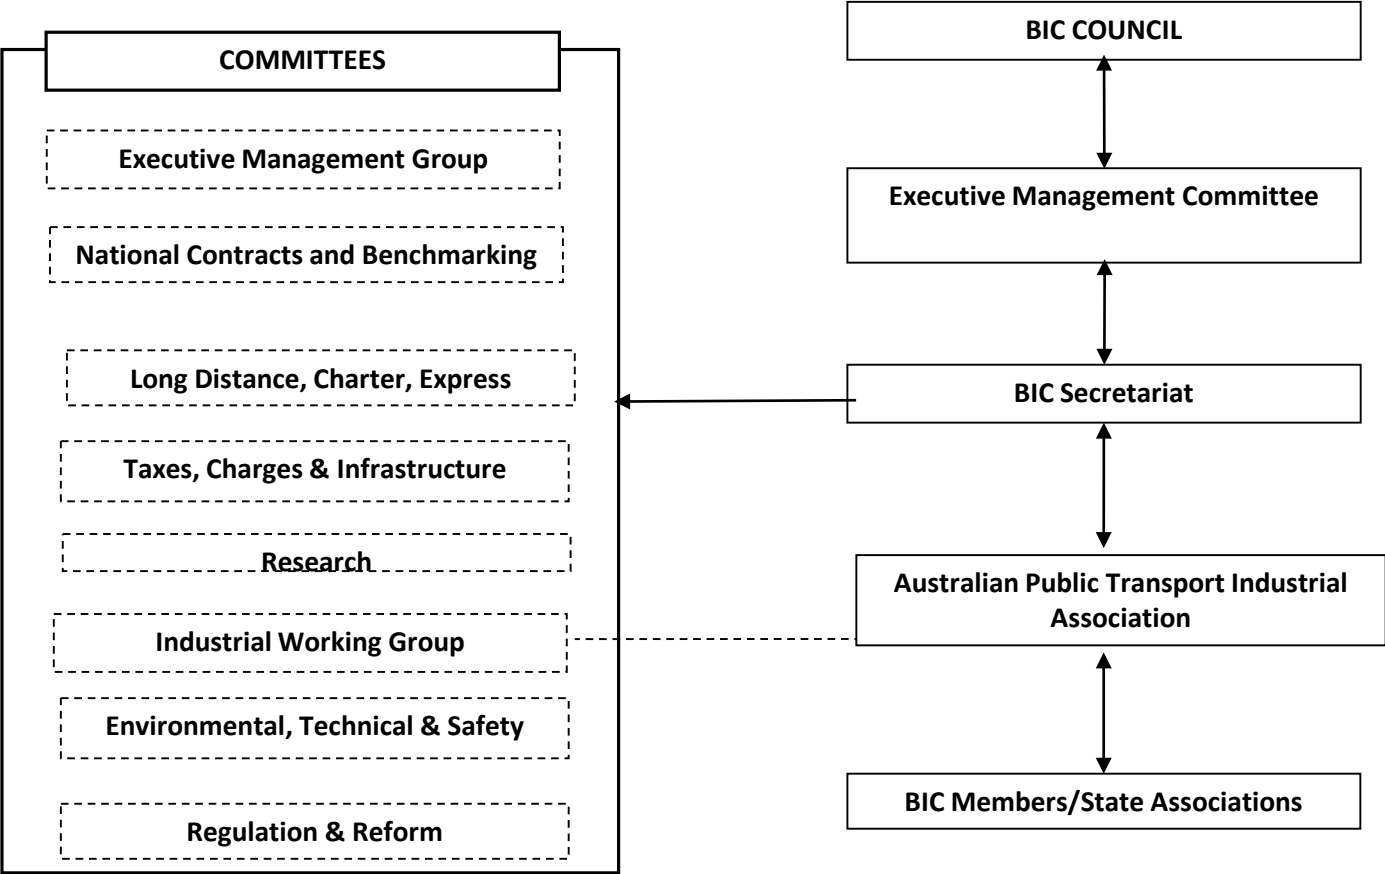 COMMITTEES
Executive Management Group
National Contracts and Benchmarking
Long Distance, Charter, Express
Taxes, Charges & Infrastructure
Research
Industrial Working Group
Environmental, Technical & Safety
Regulation & Reform
BIC COUNCIL
Executive Management Committee
BIC Secretariat
Australian Public Transport Industrial
Association
BIC Members/State Associations